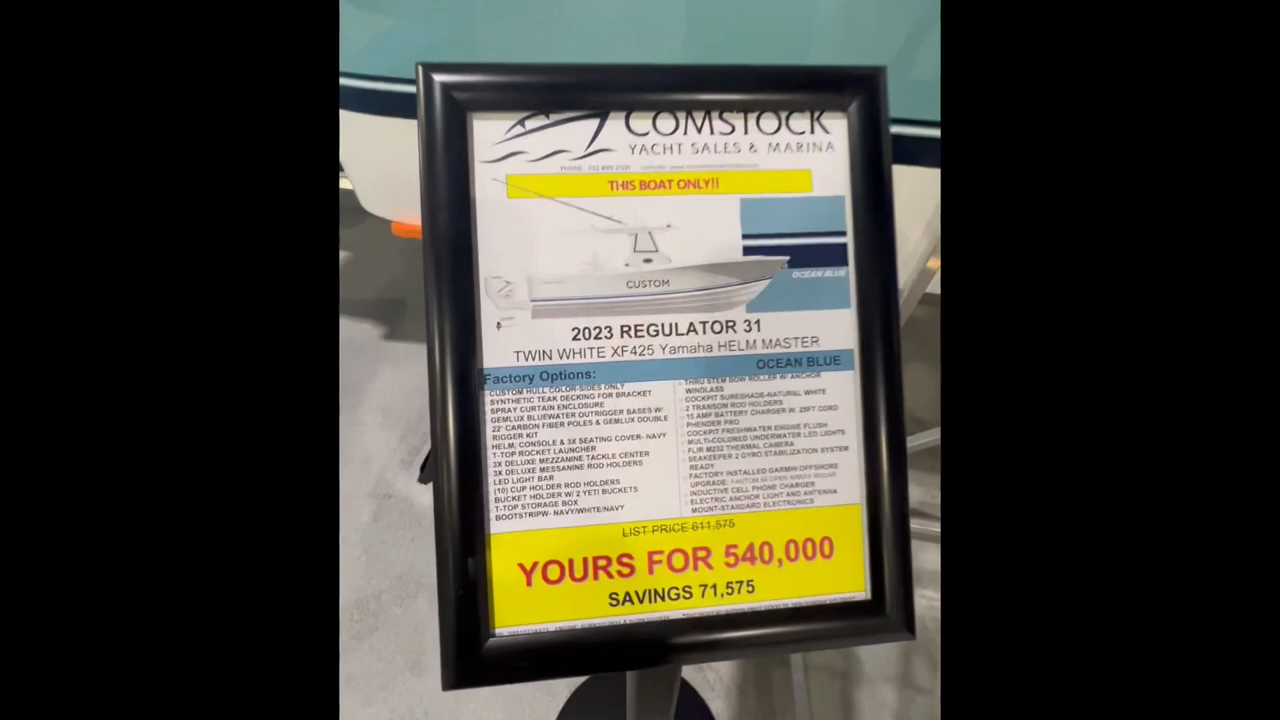 COMSTOCK
YACHT SALES & MARINA
THIS BOAT ONLY!!
CUSTOM
OCEAN BLUE
2023 REGULATOR 31
TWIN WHITE XF425 Yamaha HELM MASTER
OCEAN BLUE
Factory Options:
CUSTOM HULL COLOR-SIDES ONLY
SYNTHETIC TEAK DECKING FOR BRACKET
SPRAY CURTAIN ENCLOSURE
GEMLUX BLUEWATER OUTRIGGER BASES W/
22' CARBON FIBER POLES & GEMLUX DOUBLE
RIGGER KIT
HELM, CONSOLE & 3X SEATING COVER- NAVY
T-TOP ROCKET LAUNCHER
3X DELUXE MEZZANINE TACKLE CENTER
3X DELUXE MESSANINE ROD HOLDERS
LED LIGHT BAR
(10) CUP HOLDER ROD HOLDERS
BUCKET HOLDER W/ 2 YETI BUCKETS
T-TOP STORAGE BOX
BOOTSTRIPW- NAVY/WHITE/NAVY
THRU STEM BOW ROLLER W/ ANCHOR
WINDLASS
COCKPIT SURESHADE-NATURAL WHITE
2 TRANSOM ROD HOLDERS
15 AMP BATTERY CHARGER W. 25FT CORD
PHENDER PRO
COCKPIT FRESHWATER ENGINE FLUSH
MULTI-COLORED UNDERWATER LED LIGHTS
FLIR M232 THERMAL CAMERA
SEAKEEPER 2 GYRO STABILIZATION SYSTEM
READY
FACTORY INSTALLED GARMIN OFFSHORE
UPGRADE: FANTOM 54 OPEN ARRAY RADAR
INDUCTIVE CELL PHONE CHARGER
ELECTRIC ANCHOR LIGHT AND ANTENNA
MOUNT-STANDARD ELECTRONICS
LIST PRICE 611,575
YOURS FOR 540,000
SAVINGS 71,575